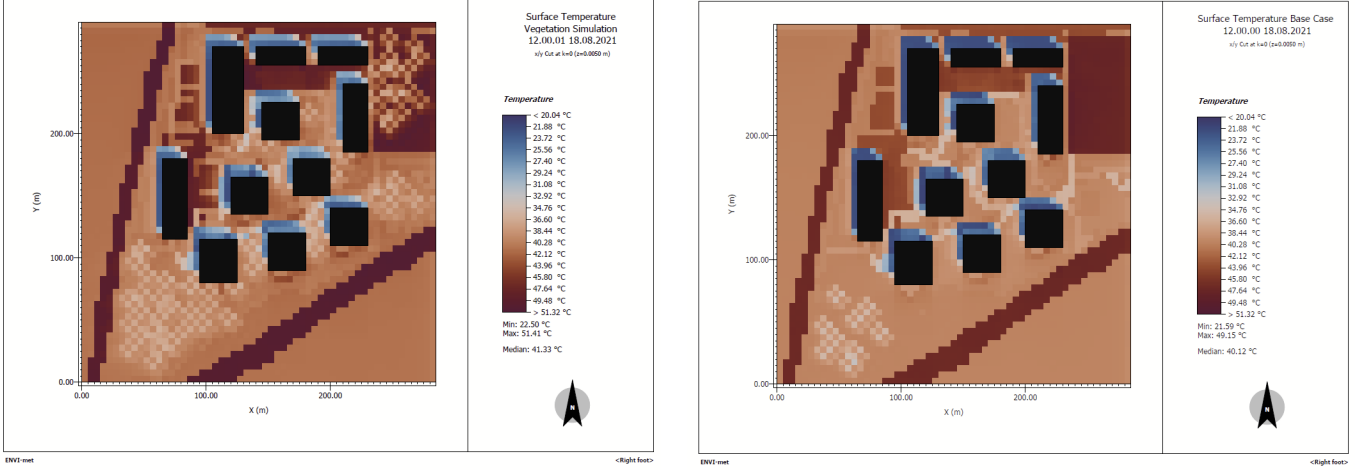 Surface Temperature
Vegetation Simulation
12.00.01 18.08.2021
x/y Cut at k=0 (z=0.0050 m)
Temperature
< 20.04 °C
21.88 °C
23.72 °C
25.56 °C
27.40 °C
29.24 °C
31.08 °C
32.92 °C
34.76 °C
36.60 °C
38.44 °C
40.28 °C
42.12 °C
43.96 °C
45.80 °C
47.64 °C
49.48 °C
> 51.32 °C
Min: 22.50 °C
Max: 51.41 °C
Median: 41.33 °C
N
200.00
100.00
0.00
Y (m)
0.00 100.00 200.00
X (m)
ENVI-met
<Right foot>
Surface Temperature Base Case
12.00.00 18.08.2021
x/y Cut at k=0 (z=0.0050 m)
Temperature
< 20.04 °C
21.88 °C
23.72 °C
25.56 °C
27.40 °C
29.24 °C
31.08 °C
32.92 °C
34.76 °C
36.60 °C
38.44 °C
40.28 °C
42.12 °C
43.96 °C
45.80 °C
47.64 °C
49.48 °C
> 51.32 °C
Min: 21.59 °C
Max: 49.15 °C
Median: 40.12 °C
N
200.00
100.00
0.00
Y (m)
0.00 100.00 200.00
X (m)
ENVI-met
<Right foot>